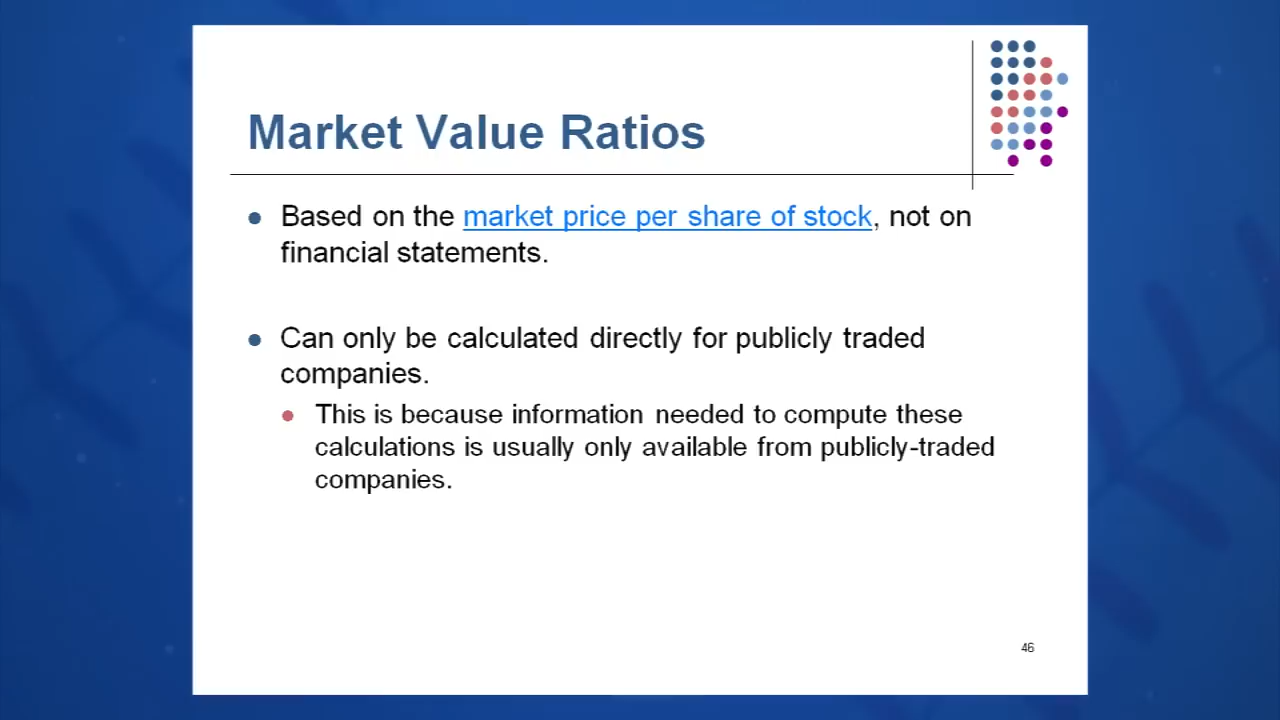 Market Value Ratios
Based on the market price per share of stock, not on
financial statements.
Can only be calculated directly for publicly traded
companies.
This is because information needed to compute these
calculations is usually only available from publicly-traded
companies.
46